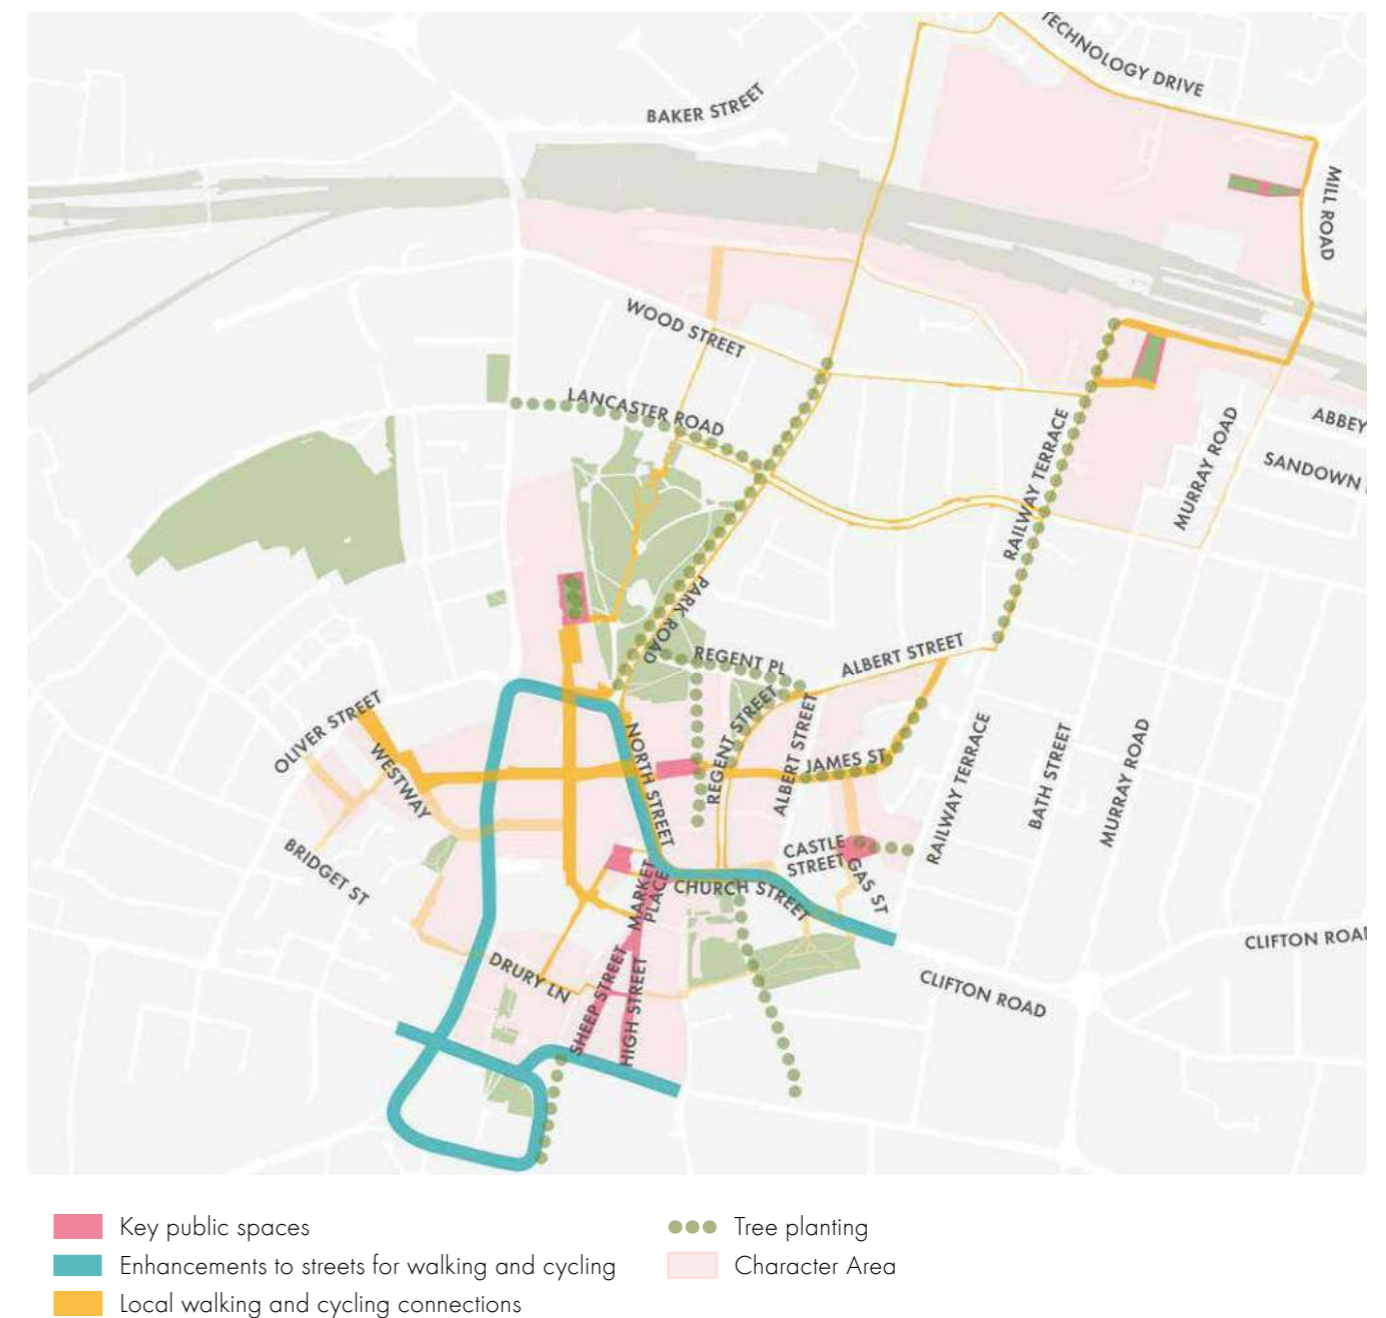 TECHNOLOGY DRIVE
BAKER STREET
MILL ROAD
WOOD STREET
LANCASTER ROAD
ABBEY
SANDOWN
RAILWAY TERRACE
MURRAY ROAD
PARK ROAD
REGENT PL
ALBERT STREET
OLIVER STREET
WESTWAY
NORTH STREET
REGENT STREET
ALBERT STREET
JAMES ST
RAILWAY TERRACE
BATH STREET
MURRAY ROAD
BRIDGET ST
CASTLE
STREET
GAS ST
MARKET
PLACE
CHURCH STREET
CLIFTON ROAD
DRURY LN
SHEEP STREET
HIGH STREET
CLIFTON ROAD
Key public spaces
Enhancements to streets for walking and cycling
Local walking and cycling connections
Tree planting
Character Area